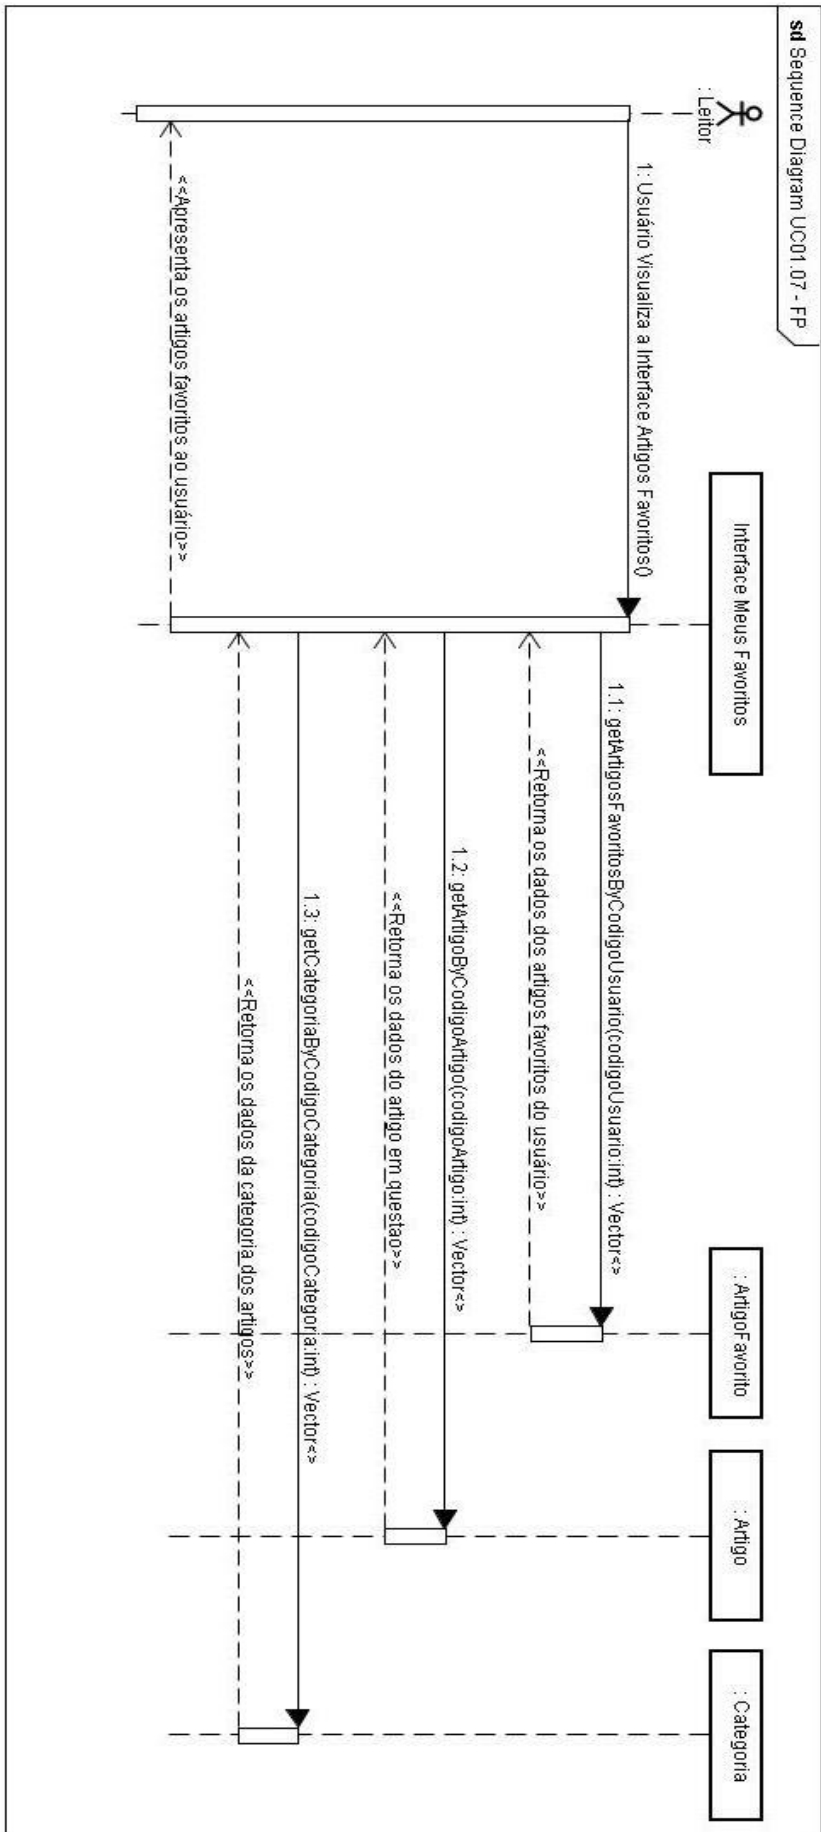 sd Sequence Diagram UC01.07 - FP
: Leitor
Interface Meus Favoritos
: ArtigoFavorito
: Artigo
: Categoria
1: Usuário Visualiza a Interface Artigos Favoritos()
1.1: getArtigosFavoritosByCodigoUsuario(codigoUsuario:int) : Vector<>
<<Retorna os dados dos artigos favoritos do usuário>>
1.2: getArtigoByCodigoArtigo(codigoArtigo:int) : Vector<>
<<Retorna os dados do artigo em questao>>
1.3: getCategoriaByCodigoCategoria(codigoCategoria:int) : Vector<>
<<Retorna os dados da categoria dos artigos>>
<<Apresenta os artigos favoritos ao usuário>>